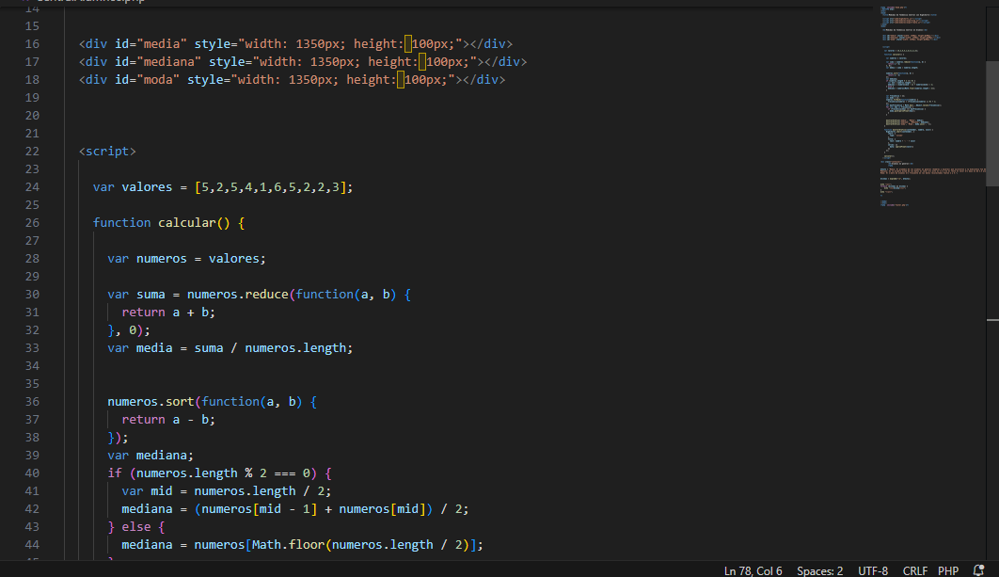 14
15
16 <div id="media" style="width: 1350px; height: 100px;"></div>
17 <div id="mediana" style="width: 1350px; height: 100px;"></div>
18 <div id="moda" style="width: 1350px; height: 100px;"></div>
19
20
21
22 <script>
23
24 var valores = [5,2,5,4,1,6,5,2,2,3];
25
26 function calcular() {
27
28 var numeros = valores;
29
30 var suma = numeros.reduce(function(a, b) {
31 return a + b;
32 }, 0);
33 var media = suma / numeros.length;
34
35
36 numeros.sort(function(a, b) {
37 return a - b;
38 });
39 var mediana;
40 if (numeros.length % 2 === 0) {
41 var mid = numeros.length / 2;
42 mediana = (numeros[mid - 1] + numeros[mid]) / 2;
43 } else {
44 mediana = numeros[Math.floor(numeros.length / 2)];
Ln 78, Col 6 Spaces: 2 UTF-8 CRLF PHP